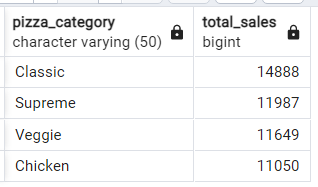 pizza_category total_sales
character varying (50) bigint
Classic 14888
Supreme 11987
Veggie 11649
Chicken 11050